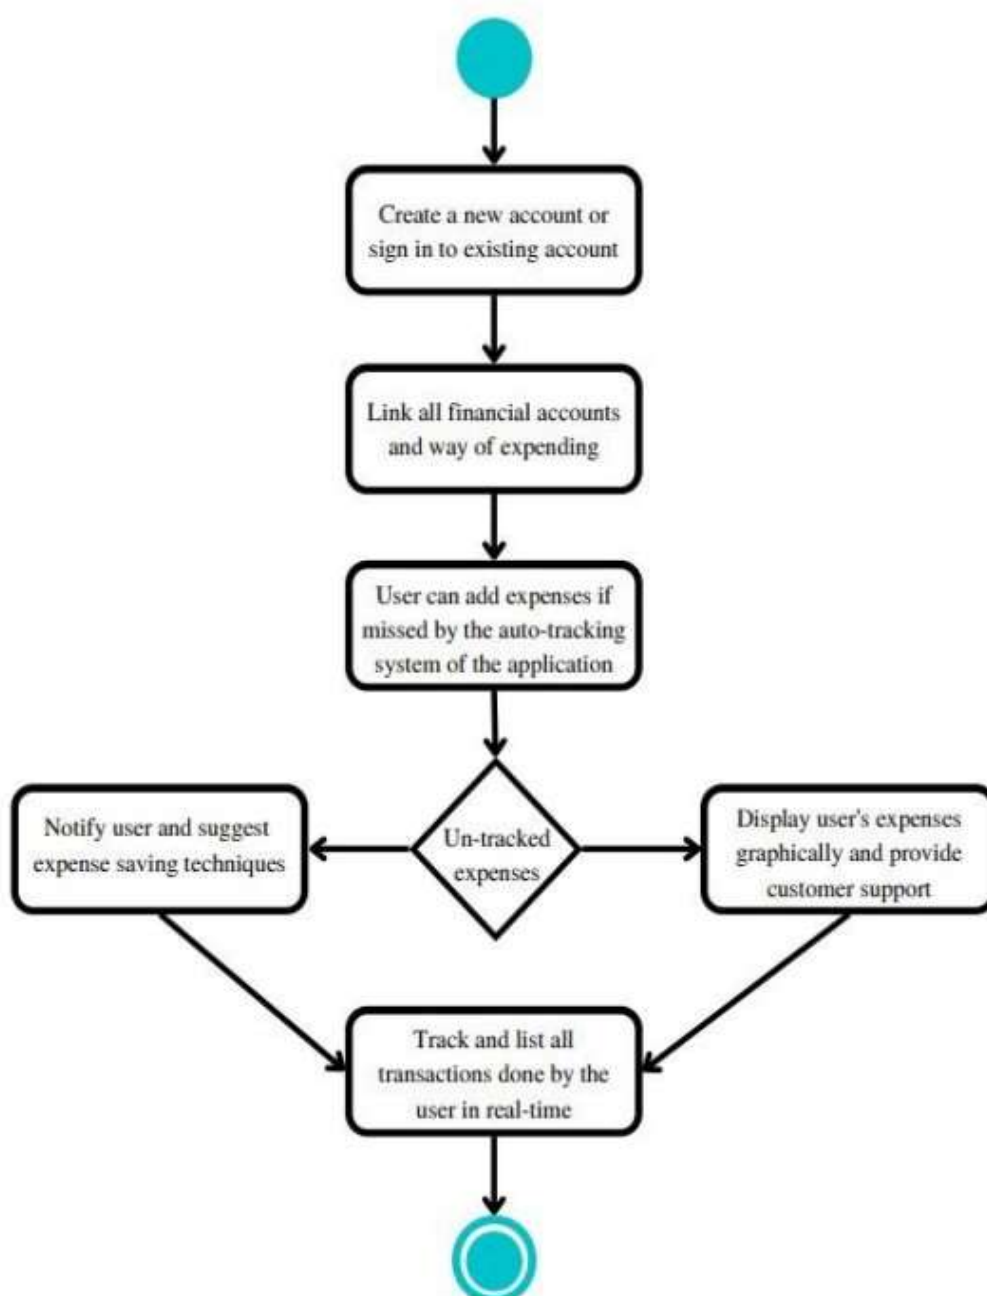 Create a new account or
sign in to existing account
Link all financial accounts
and way of expending
User can add expenses if
missed by the auto-tracking
system of the application
Un-tracked
expenses
Notify user and suggest
expense saving techniques
Display user's expenses
graphically and provide
customer support
Track and list all
transactions done by the
user in real-time